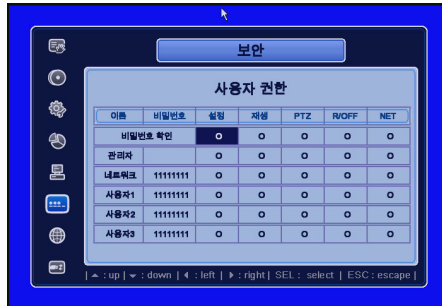 보안
사용자 권한
이름 비밀번호 설정 재생 PTZ R/OFF NET
비밀번호 확인 O O O O O
관리자 O O O O O
네트워크 11111111 O O O O O
사용자1 11111111 O O O O O
사용자2 11111111 O O O O O
사용자3 11111111 O O O O O
| ▲ : up | ▼ : down | ◀ : left | ▶ : right | SEL : select | ESC : escape |